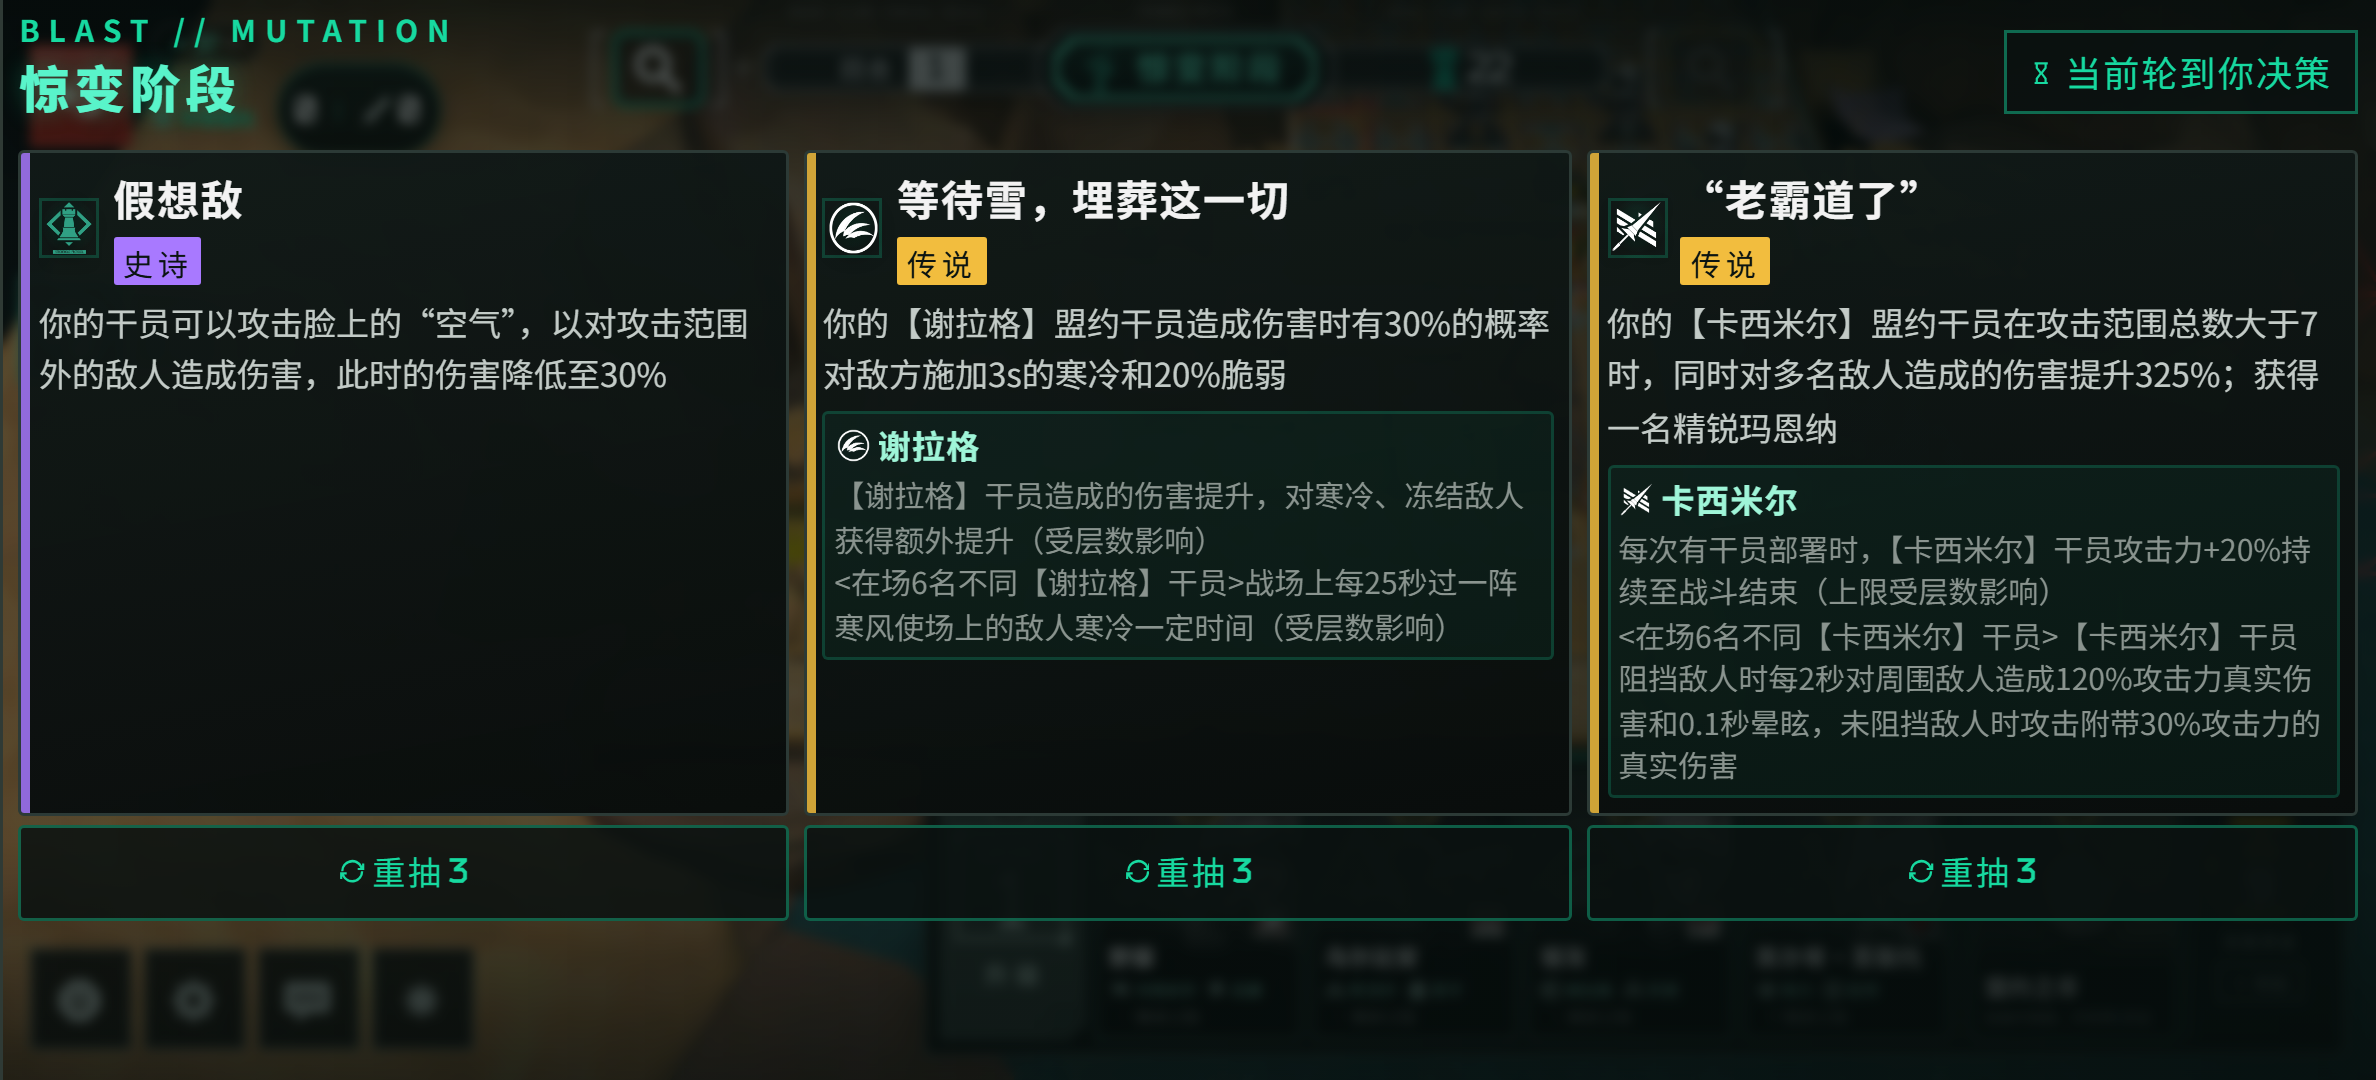 BLAST // MUTATION
惊变阶段
当前轮到你决策
假想敌
史诗
你的干员可以攻击脸上的“空气”，以对攻击范围
外的敌人造成伤害，此时的伤害降低至30%
重抽3
等待雪，埋葬这一切
传说
你的【谢拉格】盟约干员造成伤害时有30%的概率
对敌方施加3s的寒冷和20%脆弱
谢拉格
【谢拉格】干员造成的伤害提升，对寒冷、冻结敌人
获得额外提升（受层数影响）
<在场6名不同【谢拉格】干员>战场上每25秒过一阵
寒风使场上的敌人寒冷一定时间（受层数影响）
重抽3
“老霸道了”
传说
你的【卡西米尔】盟约干员在攻击范围总数大于7
时，同时对多名敌人造成的伤害提升325%；获得
一名精锐玛恩纳
卡西米尔
每次有干员部署时，【卡西米尔】干员攻击力+20%持
续至战斗结束（上限受层数影响）
<在场6名不同【卡西米尔】干员>【卡西米尔】干员
阻挡敌人时每2秒对周围敌人造成120%攻击力真实伤
害和0.1秒晕眩，未阻挡敌人时攻击附带30%攻击力的
真实伤害
重抽3